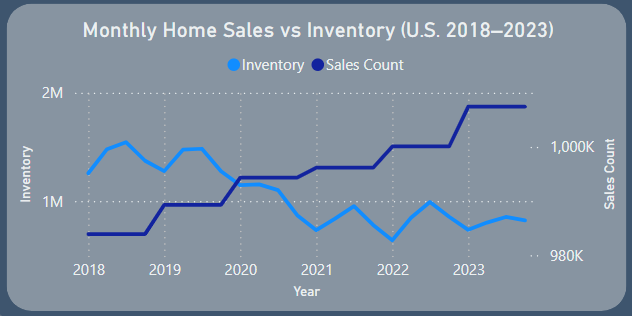 Monthly Home Sales vs Inventory (U.S. 2018–2023)
Inventory Sales Count
2M
1M
Inventory
1,000K
980K
Sales Count
2018 2019 2020 2021 2022 2023
Year